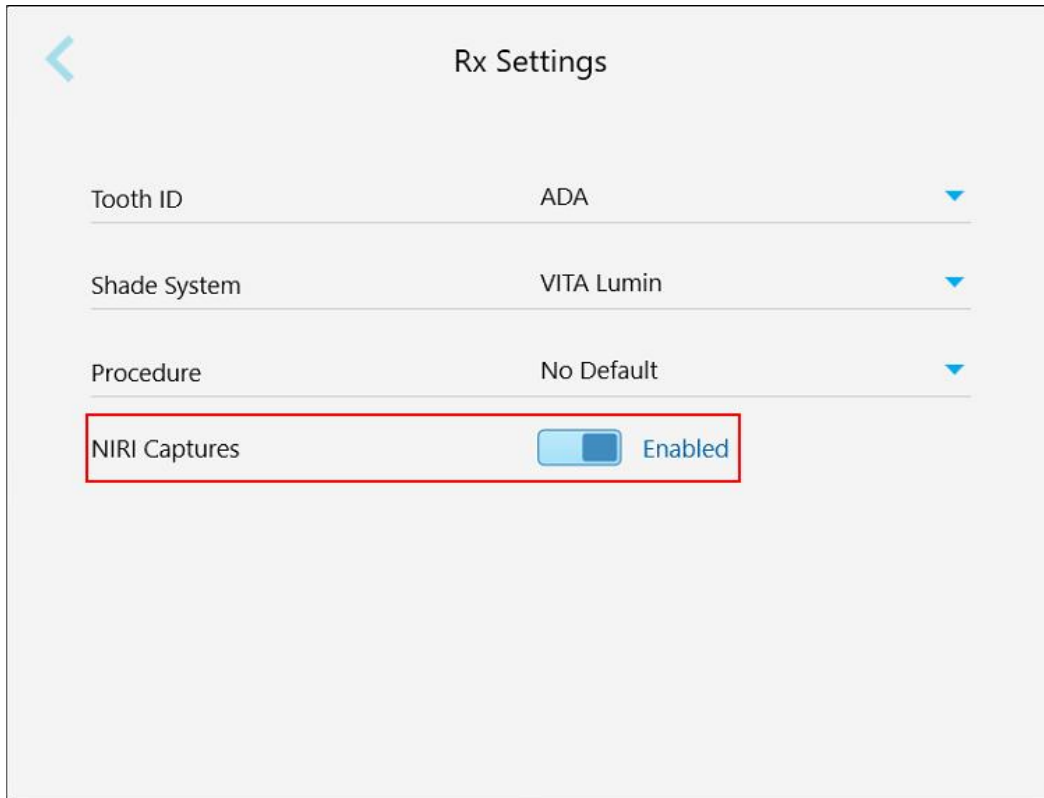 Rx Settings
Tooth ID ADA
Shade System VITA Lumin
Procedure No Default
NIRI Captures Enabled